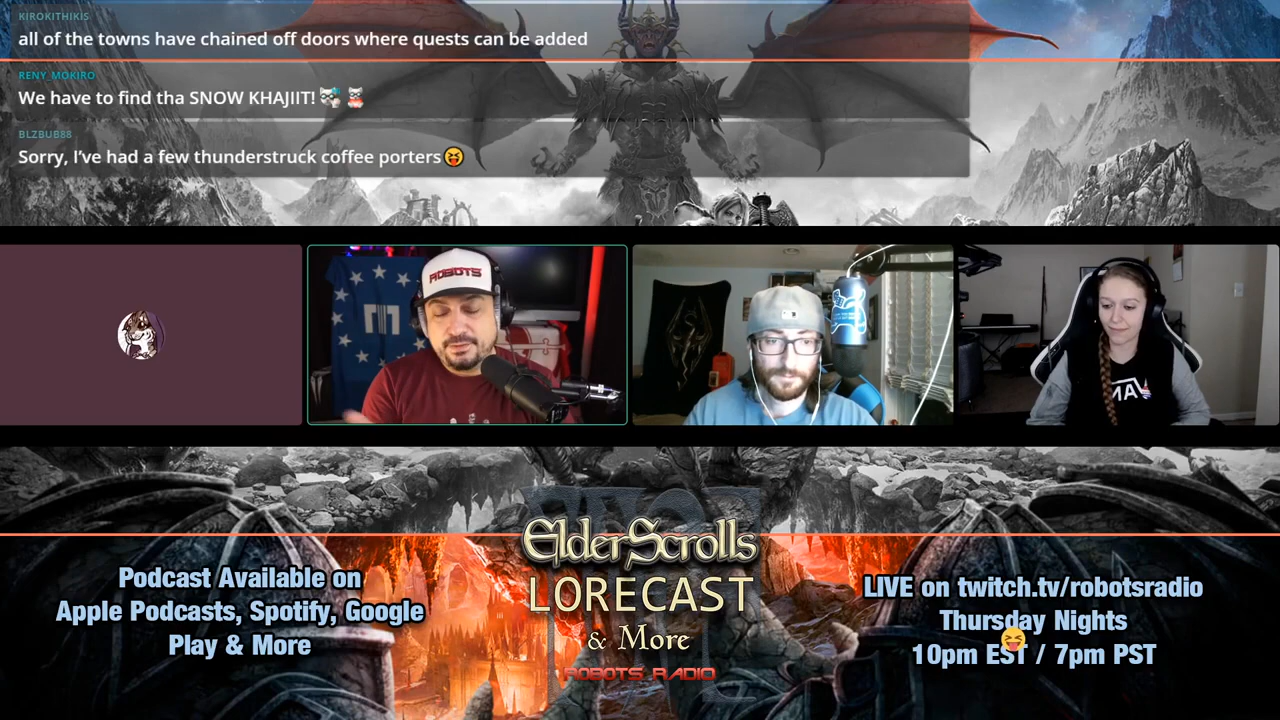 KIROKITHIKIS
all of the towns have chained off doors where quests can be added
RENY_MOKIRO
We have to find tha SNOW KHAJIIT!
BLZBUB88
Sorry, I've had a few thunderstruck coffee porters
ROBOTS
MA
ElderScrolls
LORECAST
& More
ROBOTS RADIO
Podcast Available on
Apple Podcasts, Spotify, Google
Play & More
LIVE on twitch.tv/robotsradio
Thursday Nights
10pm EST / 7pm PST